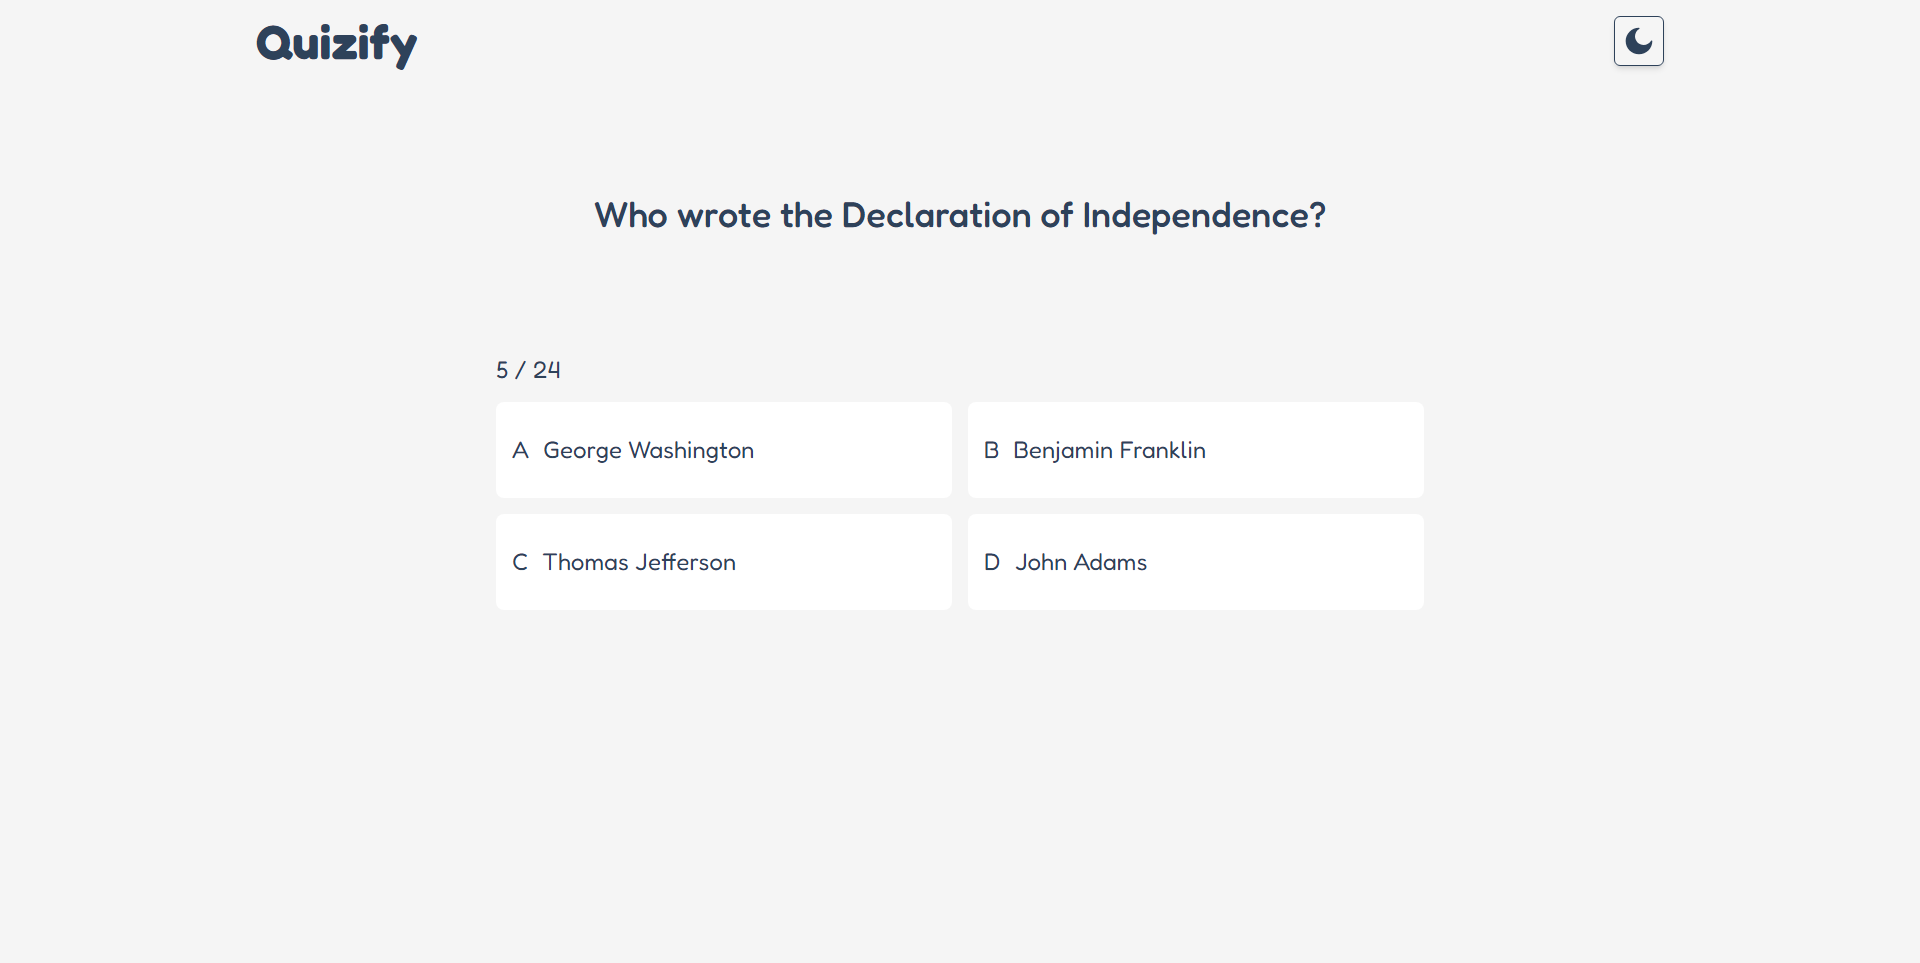 Quizify
Who wrote the Declaration of Independence?
5 / 24
A George Washington
B Benjamin Franklin
C Thomas Jefferson
D John Adams